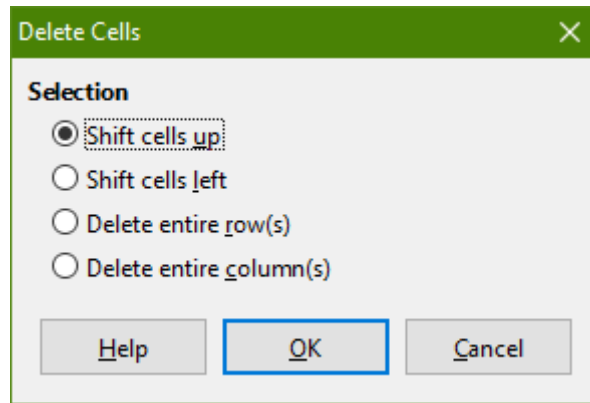 Delete Cells
Selection
Shift cells up
Shift cells left
Delete entire row(s)
Delete entire column(s)
Help OK Cancel